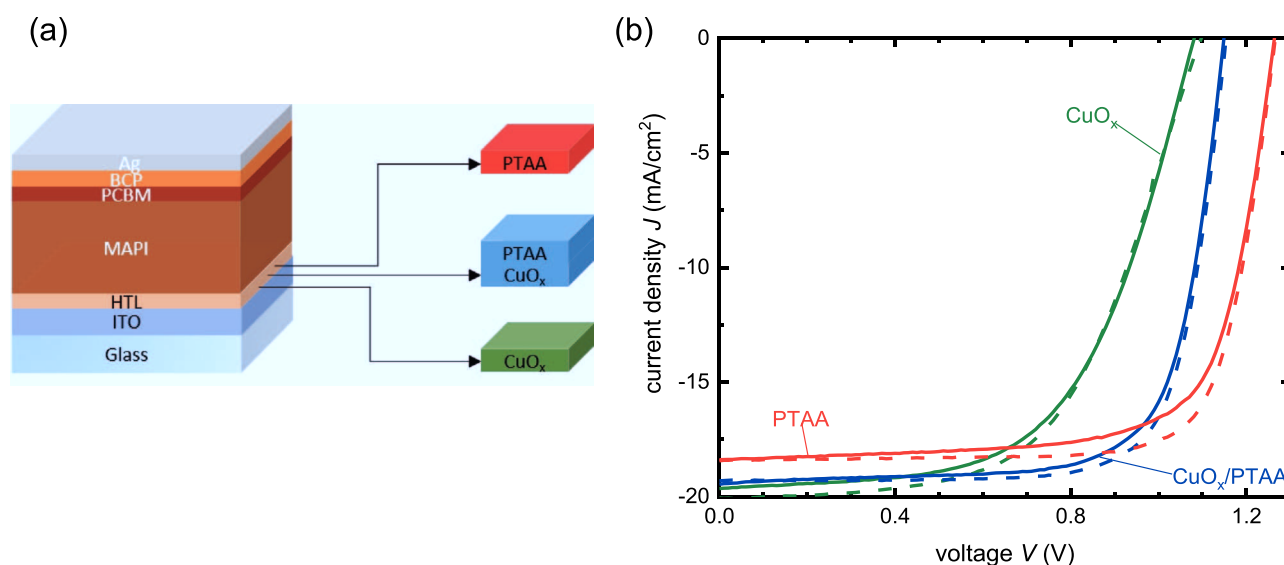 (a)
Ag
BCP
PCBM
MAPI
HTL
ITO
Glass
PTAA
PTAA
CuOₓ
CuOₓ
(b)
current density J (mA/cm²)
0
-5
-10
-15
-20
0.0
0.4
0.8
1.2
voltage V (V)
CuOₓ
PTAA
CuOₓ/PTAA